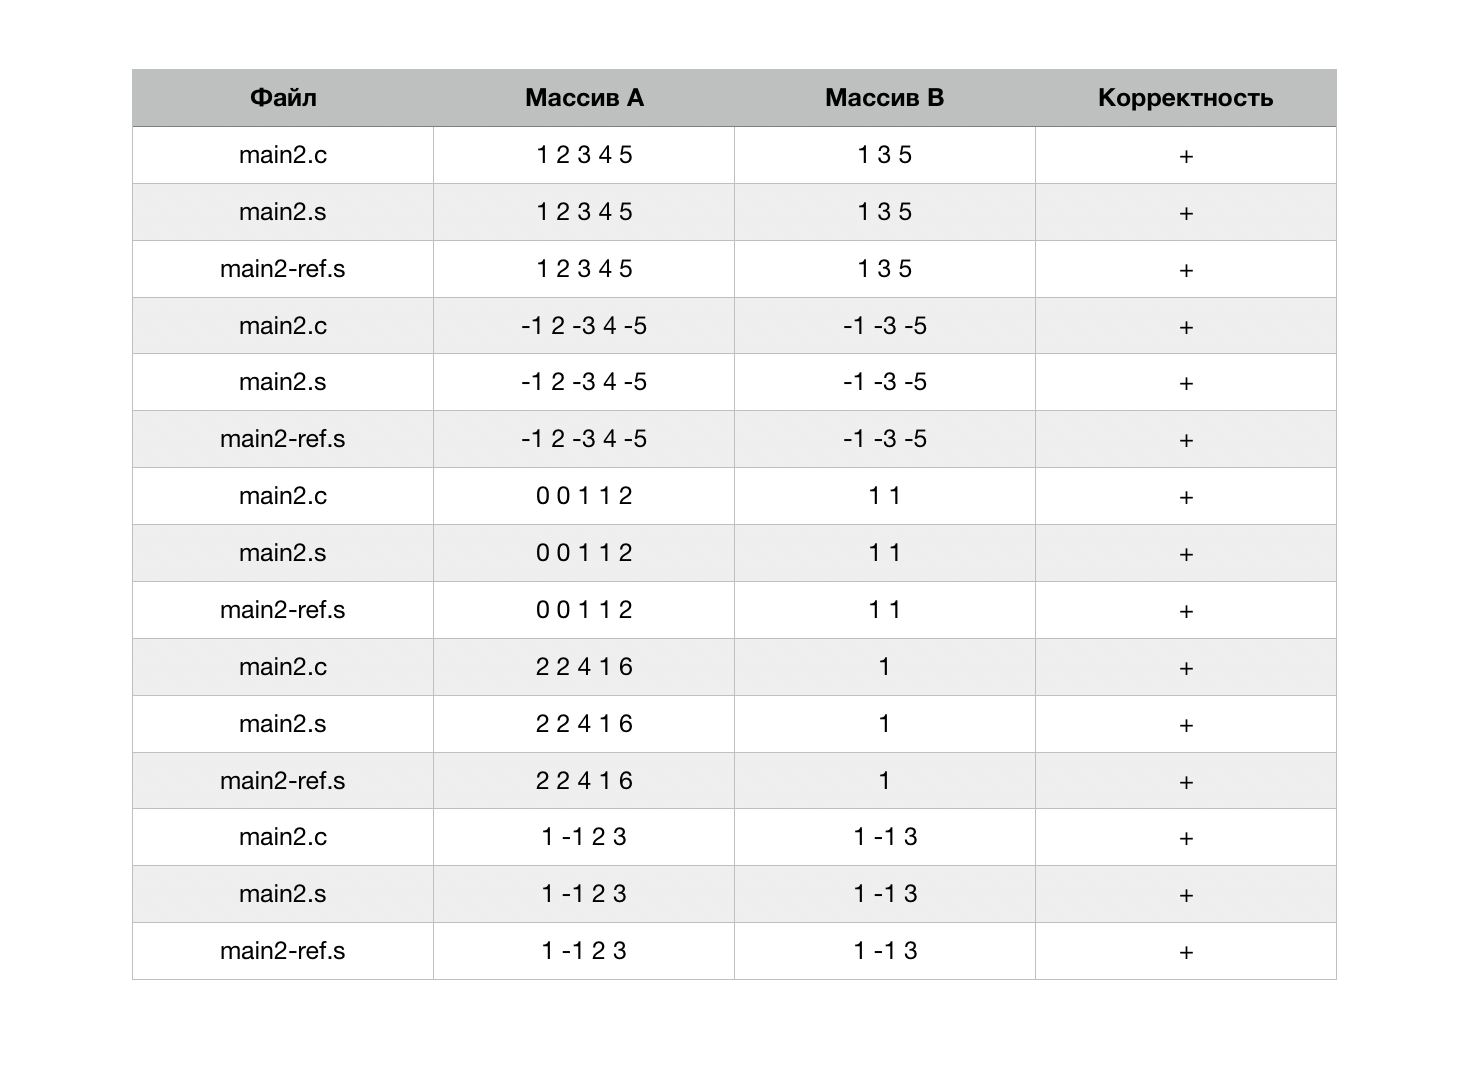 Файл Массив А Массив В Корректность
main2.c 1 2 3 4 5 1 3 5 +
main2.s 1 2 3 4 5 1 3 5 +
main2-ref.s 1 2 3 4 5 1 3 5 +
main2.c -1 2 -3 4 -5 -1 -3 -5 +
main2.s -1 2 -3 4 -5 -1 -3 -5 +
main2-ref.s -1 2 -3 4 -5 -1 -3 -5 +
main2.c 0 0 1 1 2 1 1 +
main2.s 0 0 1 1 2 1 1 +
main2-ref.s 0 0 1 1 2 1 1 +
main2.c 2 2 4 1 6 1 +
main2.s 2 2 4 1 6 1 +
main2-ref.s 2 2 4 1 6 1 +
main2.c 1 -1 2 3 1 -1 3 +
main2.s 1 -1 2 3 1 -1 3 +
main2-ref.s 1 -1 2 3 1 -1 3 +